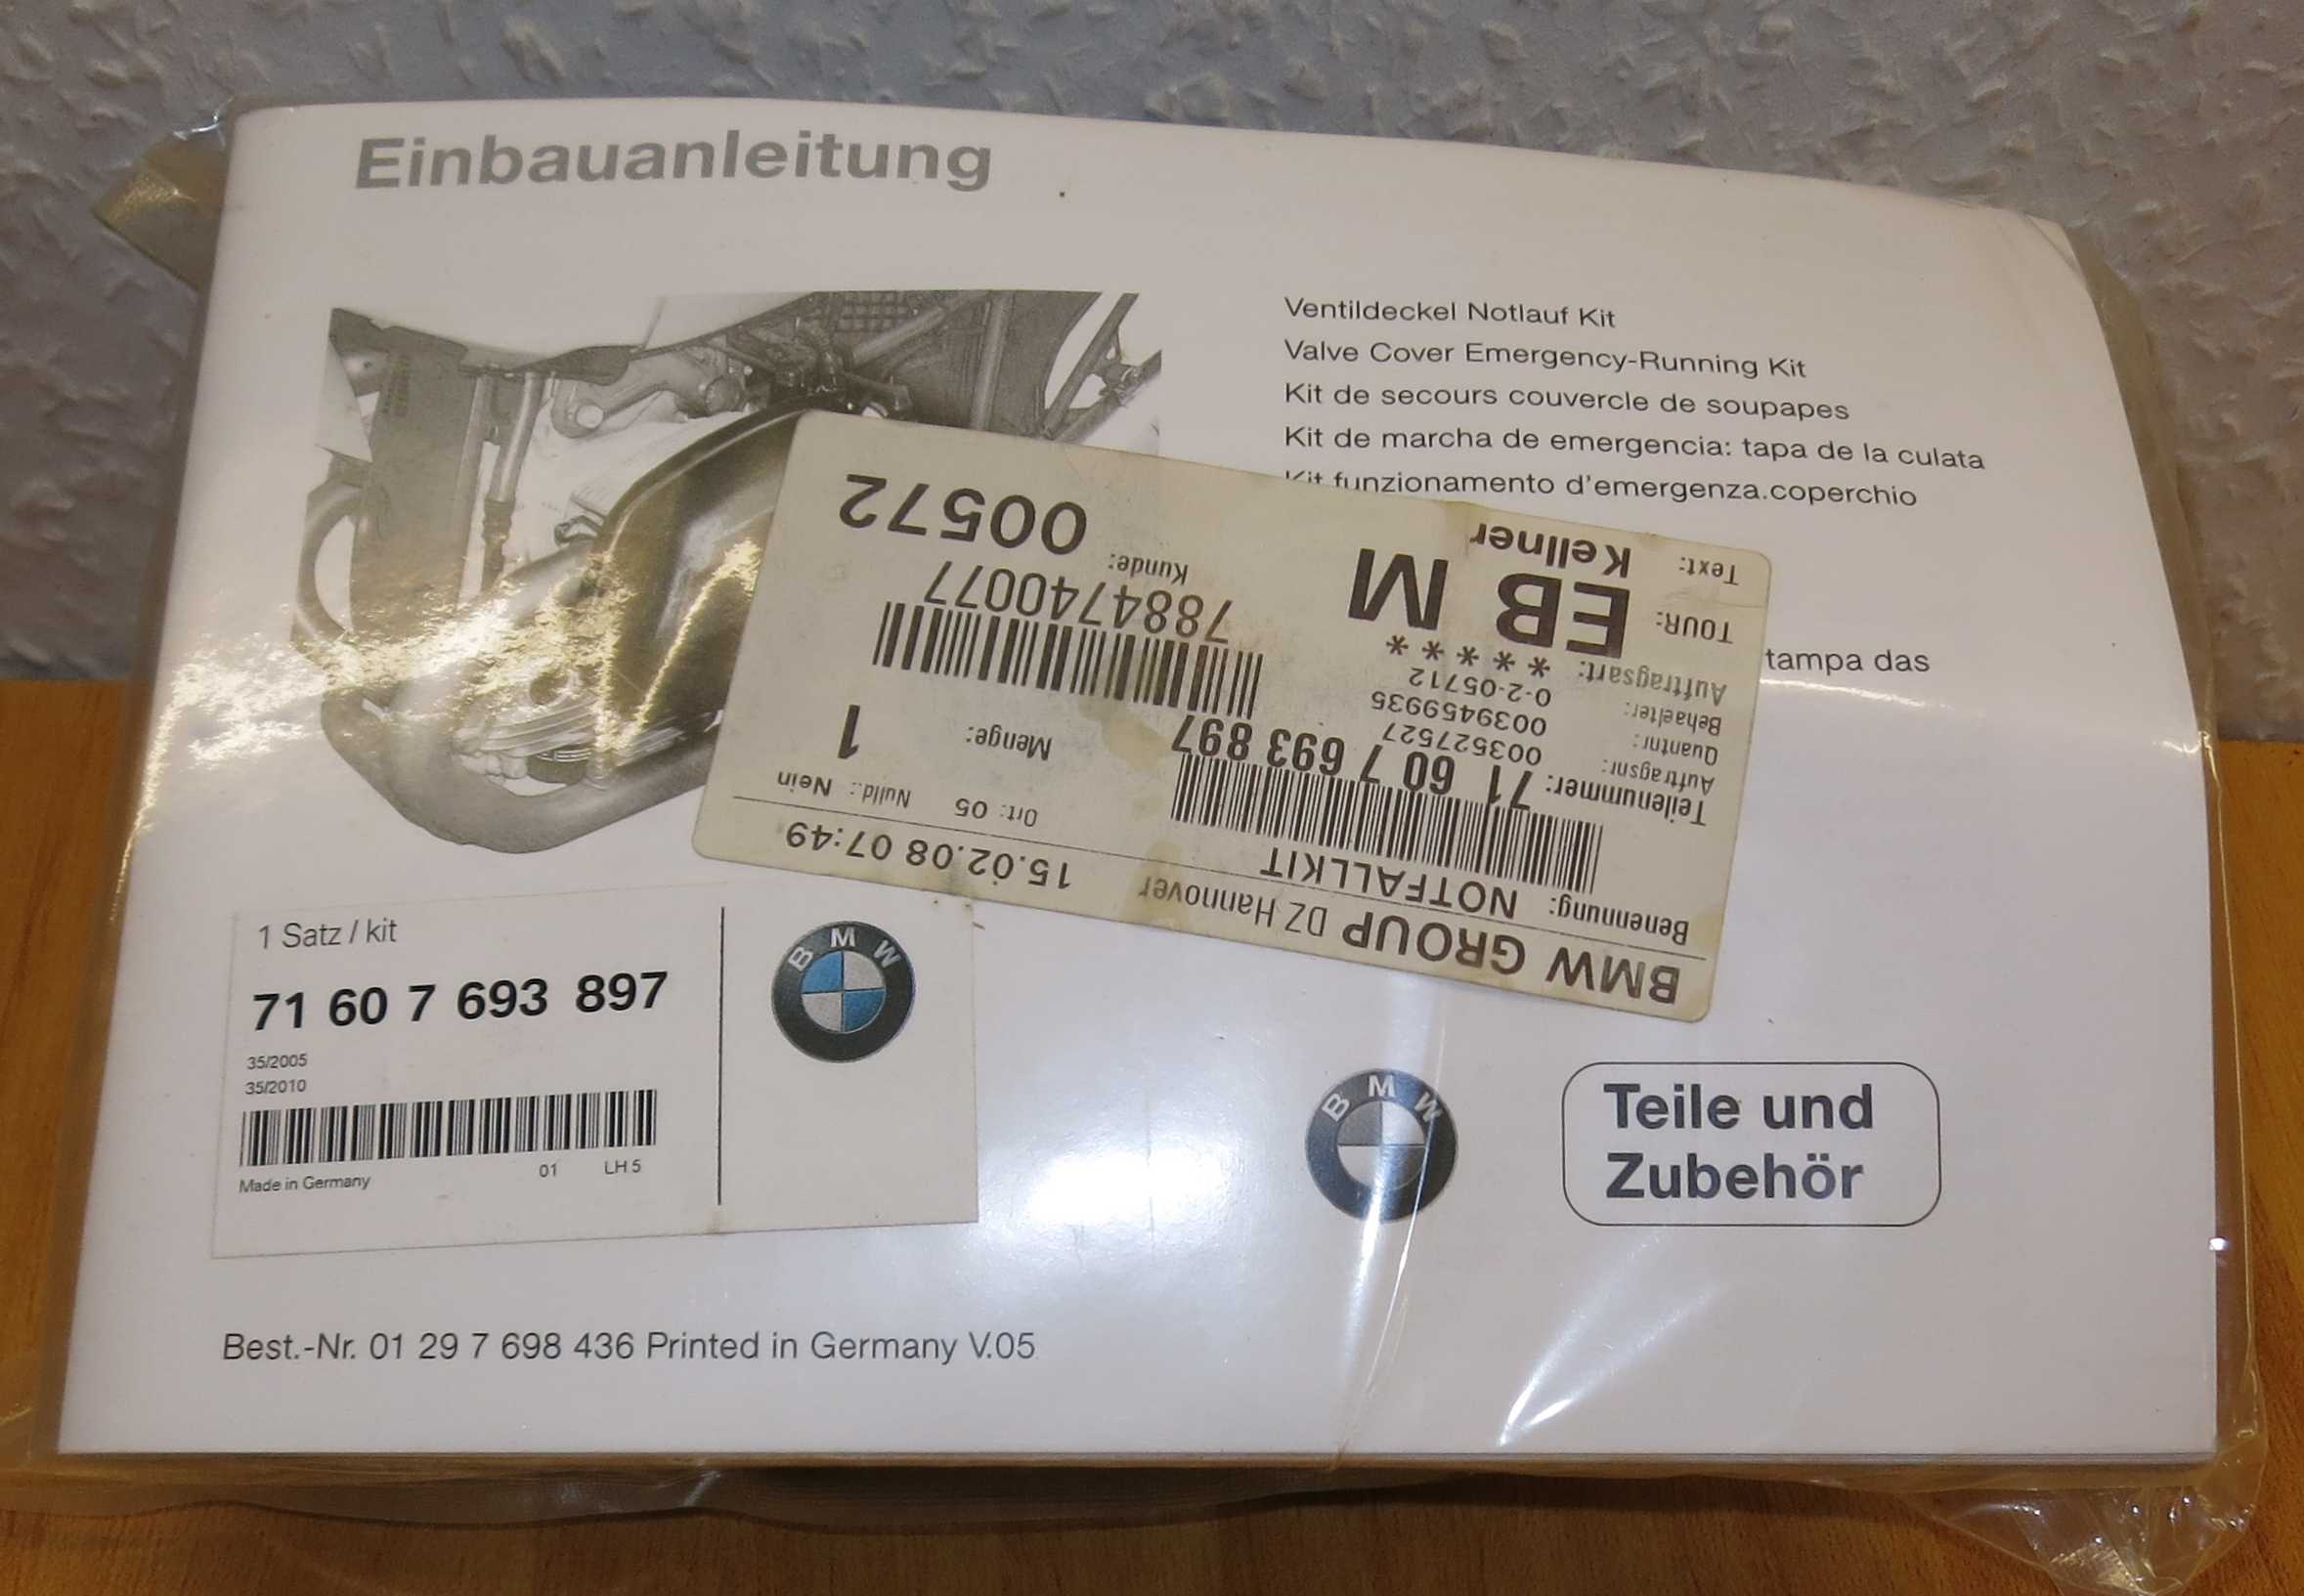 Einbauanleitung
Ventildeckel Notlauf Kit
Valve Cover Emergency-Running Kit
Kit de secours couvercle de soupapes
Kit de marcha de emergencia: tapa de la culata
Kit funzionamento d'emergenza.coperchio
tampa das
BMW GROUP DZ Hannover 15.02.08 07:49
Benennung: NOTFALLKIT Ort: 05 Nulld.: Nein
Teilenummer: 71 60 7 693 897 Menge: 1
Auftragsnr: 003527527
Quantnr: 0039459935
Behaelter: 0-2-05712
Auftragsart: * * * * *
7884740077
TOUR: EB M
Kunde: 00572
Text: Kellner
1 Satz / kit
71 60 7 693 897
35/2005
35/2010
Made in Germany 01 LH 5
BMW
BMW
Teile und
Zubehör
Best.-Nr. 01 29 7 698 436 Printed in Germany V.05